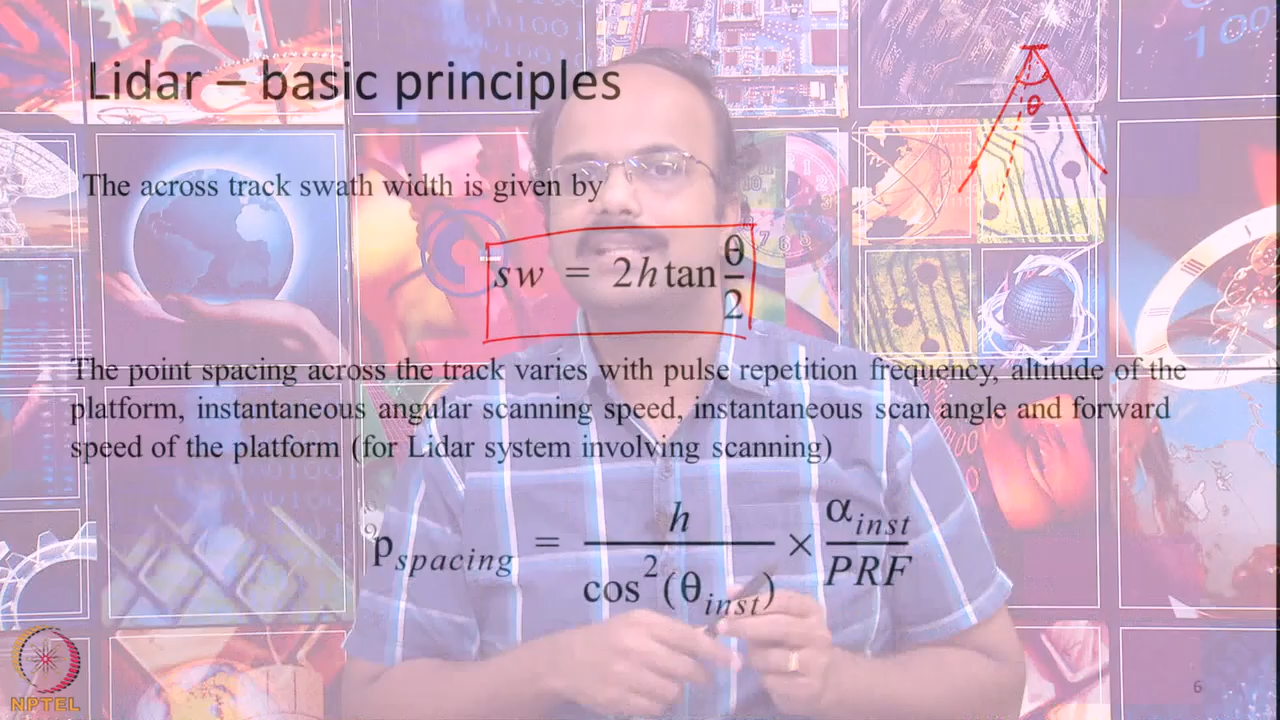 Lidar – basic principles
θ
The across track swath width is given by
sw = 2h tan θ/2
The point spacing across the track varies with pulse repetition frequency, altitude of the
platform, instantaneous angular scanning speed, instantaneous scan angle and forward
speed of the platform (for Lidar system involving scanning)
p_spacing = h / cos²(θ_inst) × α_inst / PRF
NPTEL
6